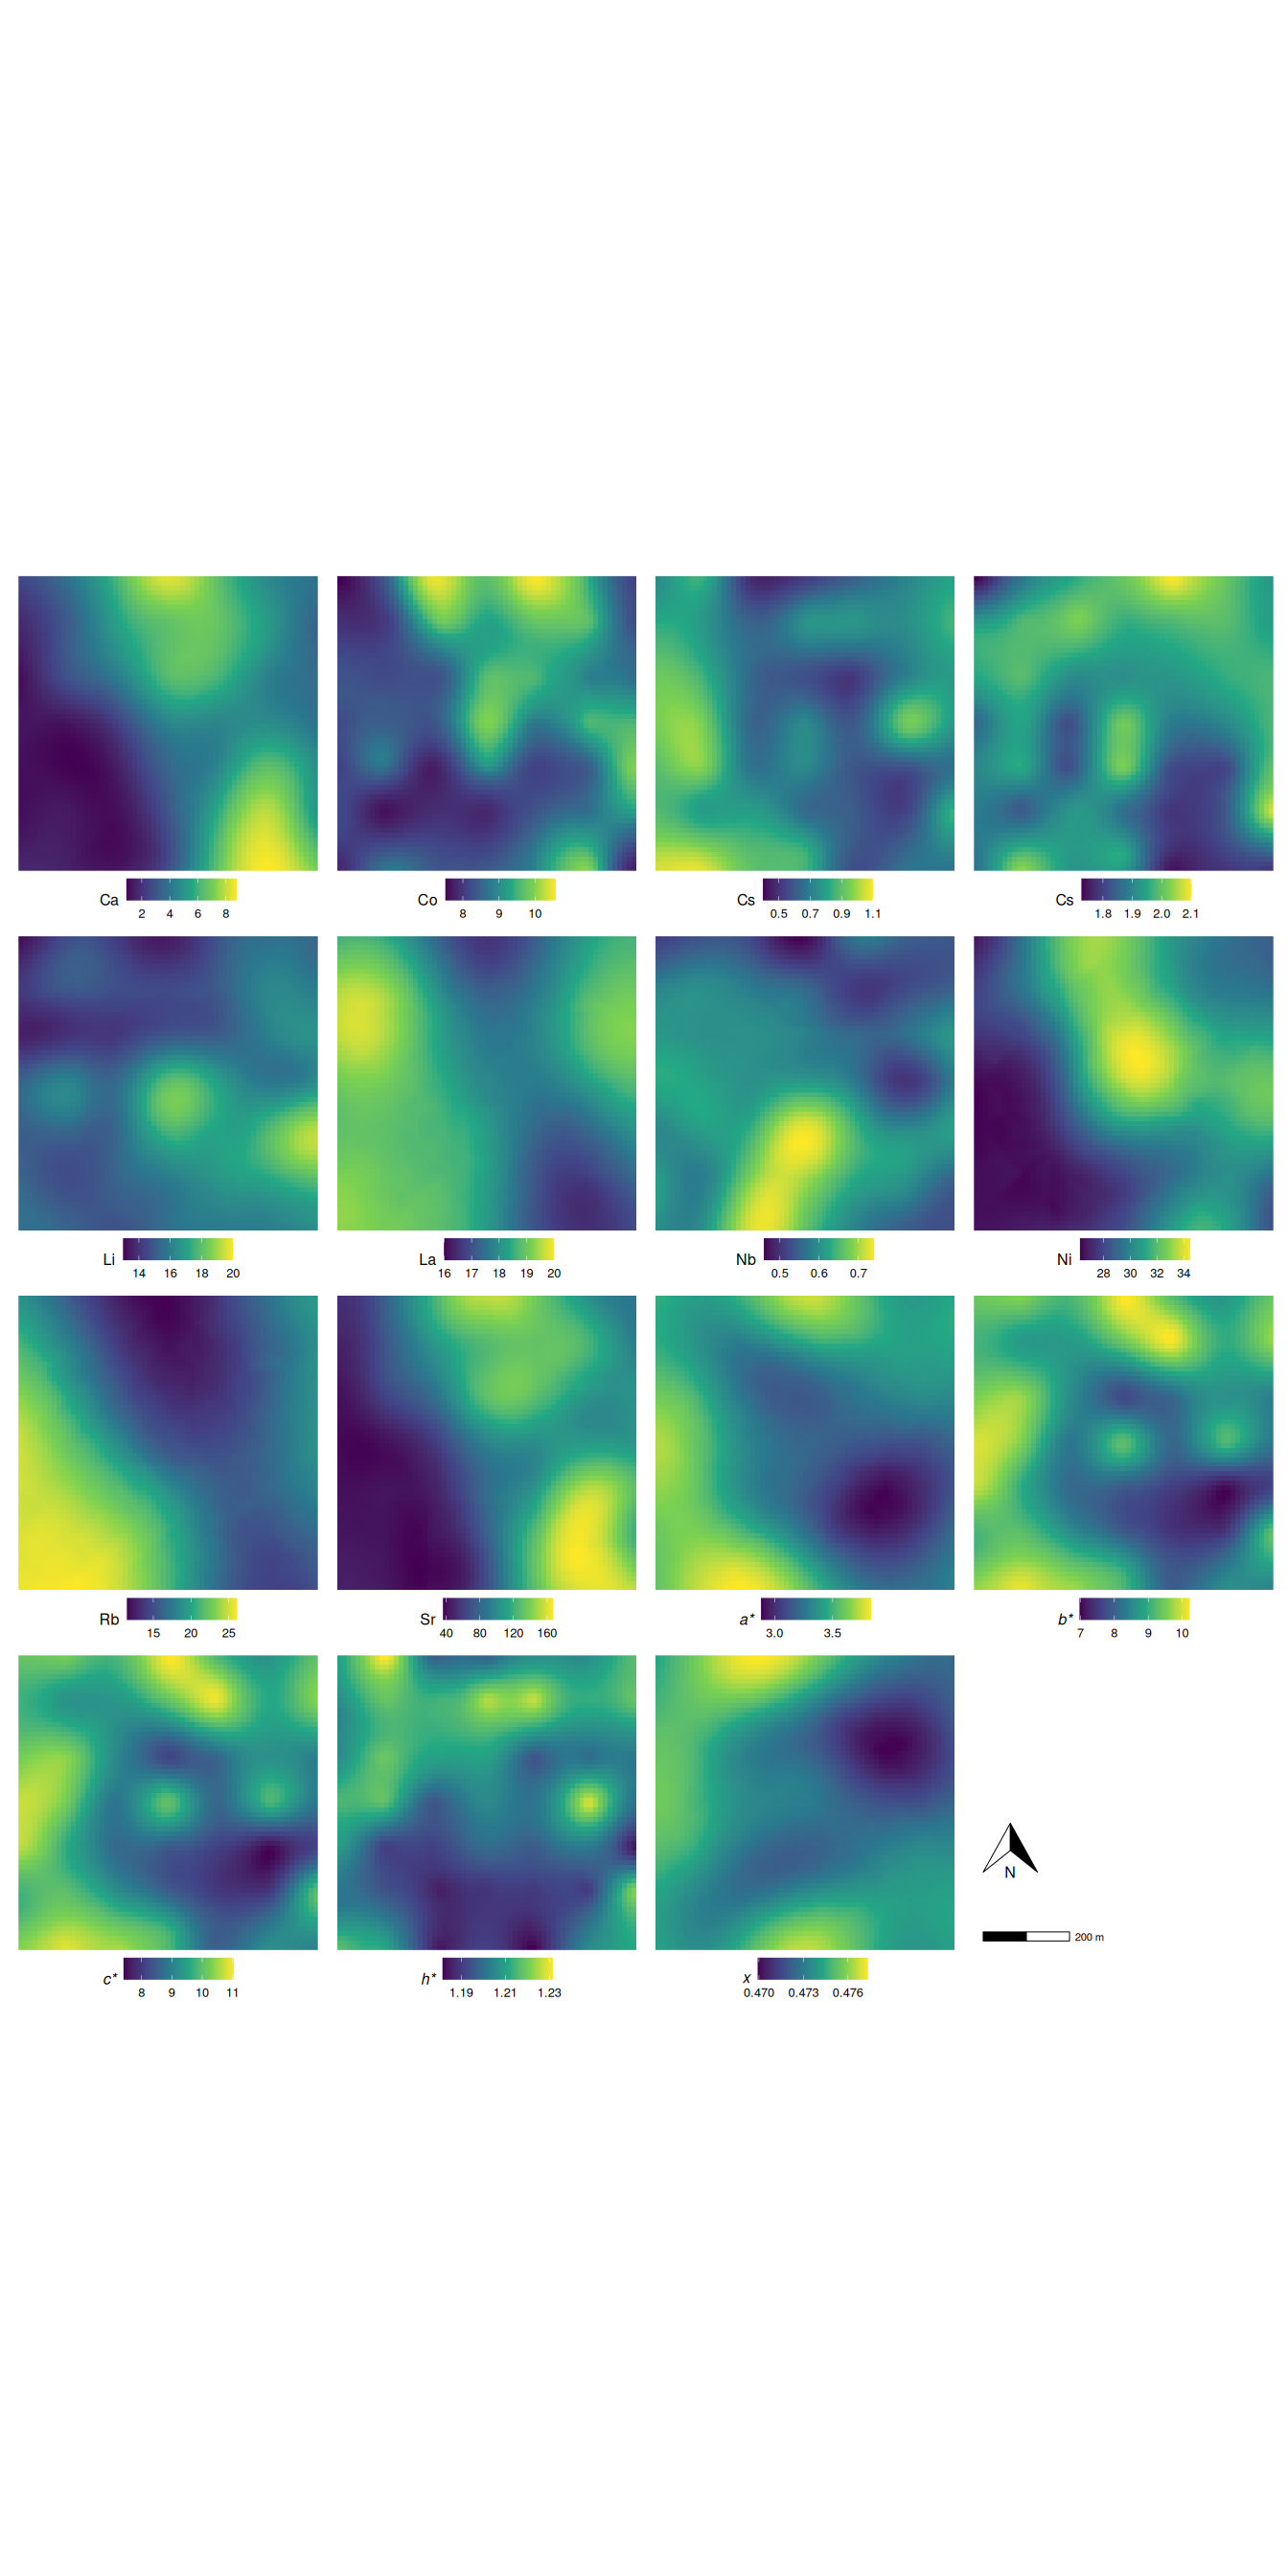 Ca 2 4 6 8
Co 8 9 10
Cs 0.5 0.7 0.9 1.1
Cs 1.8 1.9 2.0 2.1
Li 14 16 18 20
La 16 17 18 19 20
Nb 0.5 0.6 0.7
Ni 28 30 32 34
Rb 15 20 25
Sr 40 80 120 160
a* 3.0 3.5
b* 7 8 9 10
c* 8 9 10 11
h* 1.19 1.21 1.23
x 0.470 0.473 0.476
N
200 m